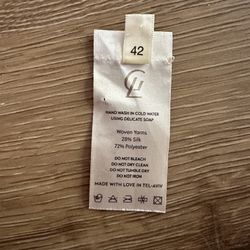 42
HAND WASH IN COLD WATER
USING DELICATE SOAP
Woven Yarns
28% Silk
72% Polyester
DO NOT BLEACH
DO NOT DRY CLEAN
DO NOT TUMBLE DRY
DO NOT IRON
MADE WITH LOVE IN TEL-AVIV